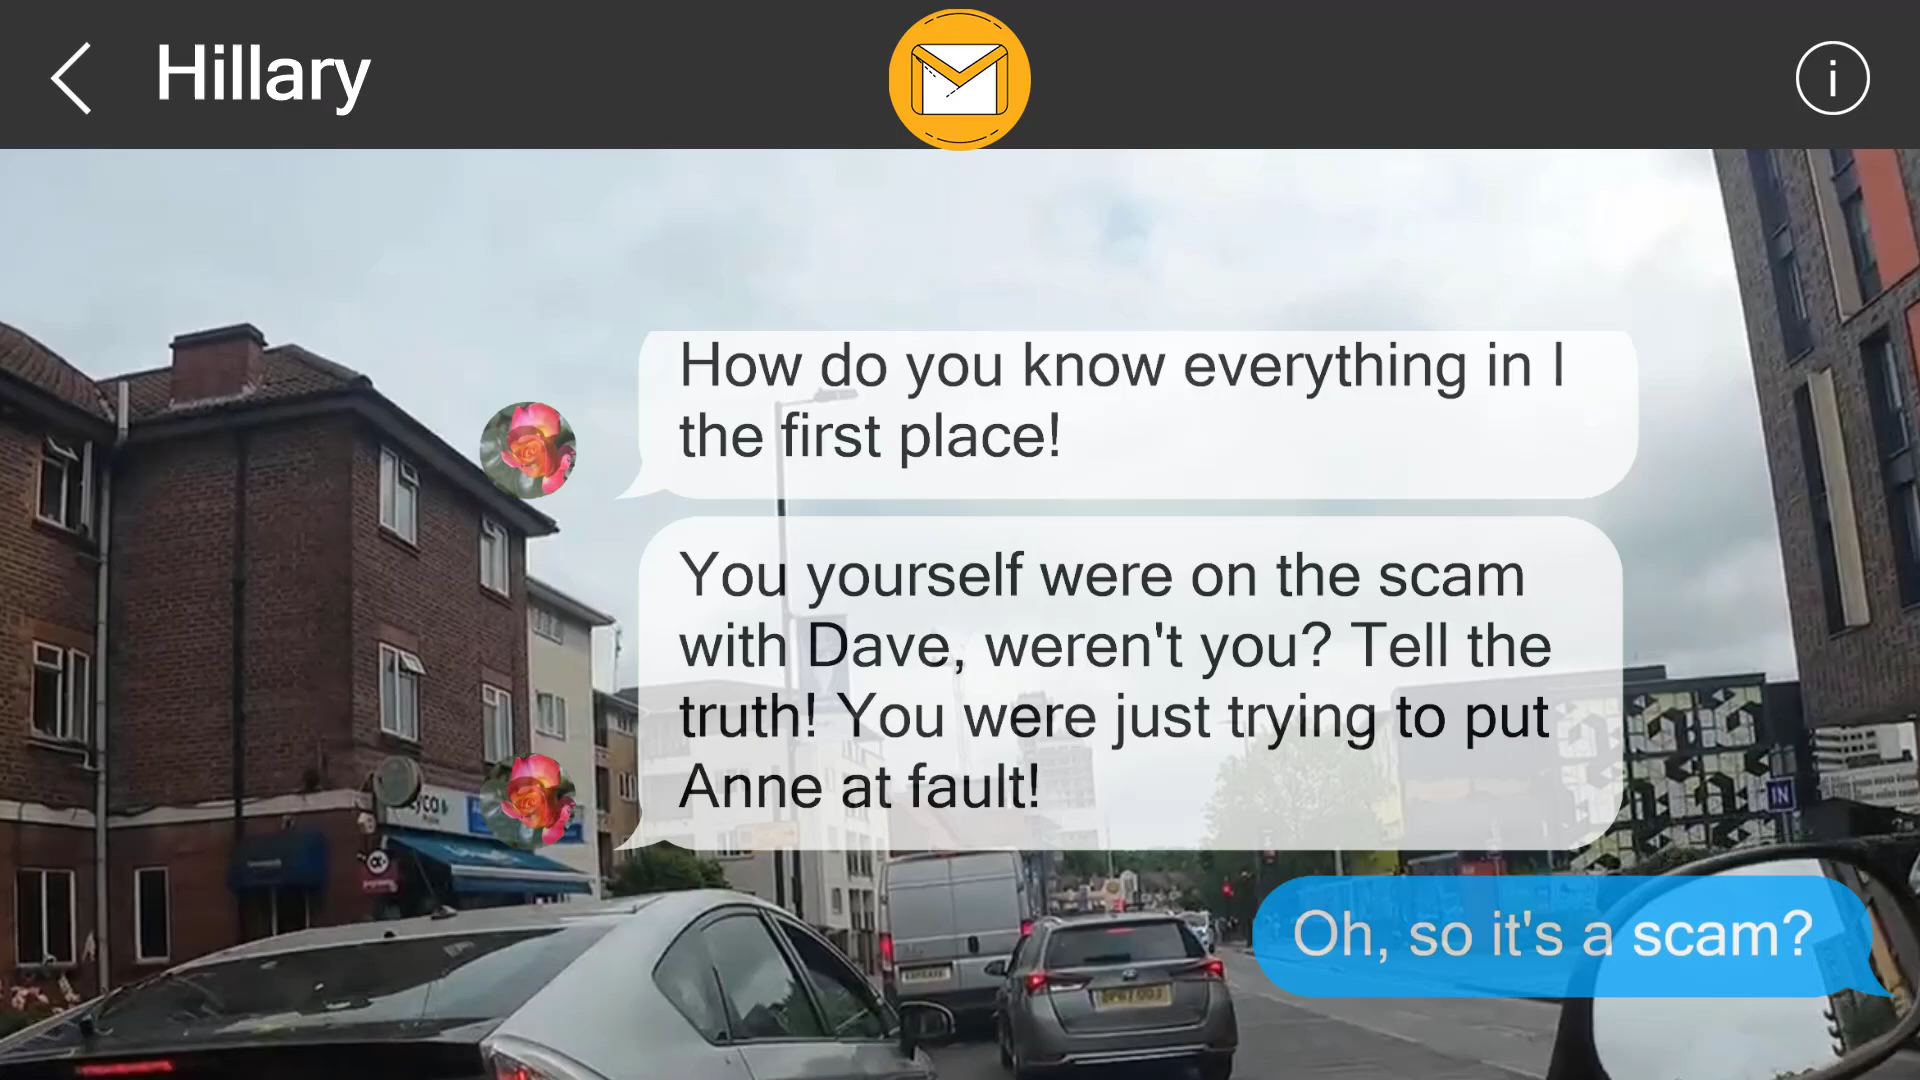 Hillary
How do you know everything in I
the first place!
You yourself were on the scam
with Dave, weren't you? Tell the
truth! You were just trying to put
Anne at fault!
Oh, so it's a scam?
IN